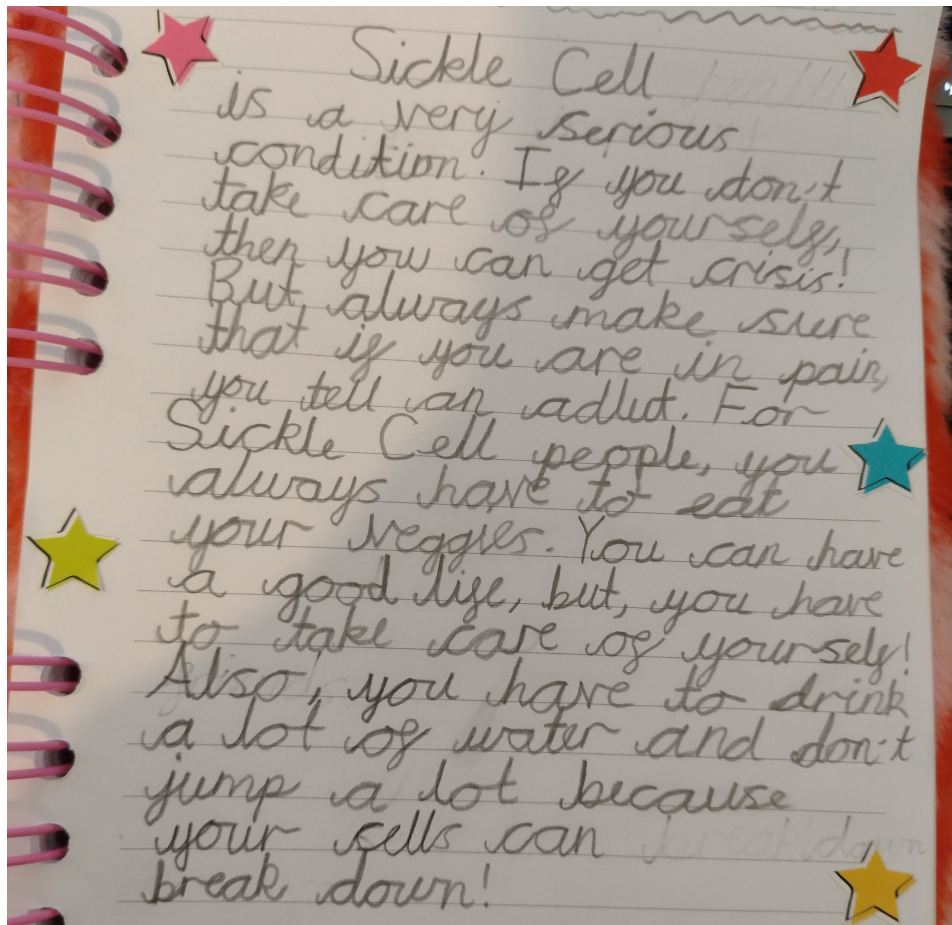 Sickle Cell
is a very serious
condition. If you don't
take care of yourself,
then you can get crisis!
But always make sure
that if you are in pain,
you tell an adlut. For
Sickle Cell people, you
always have to eat
your veggies. You can have
a good life, but, you have
to take care of yourself!
Also, you have to drink
a lot of water and don't
jump a lot because
your cells can
break down!